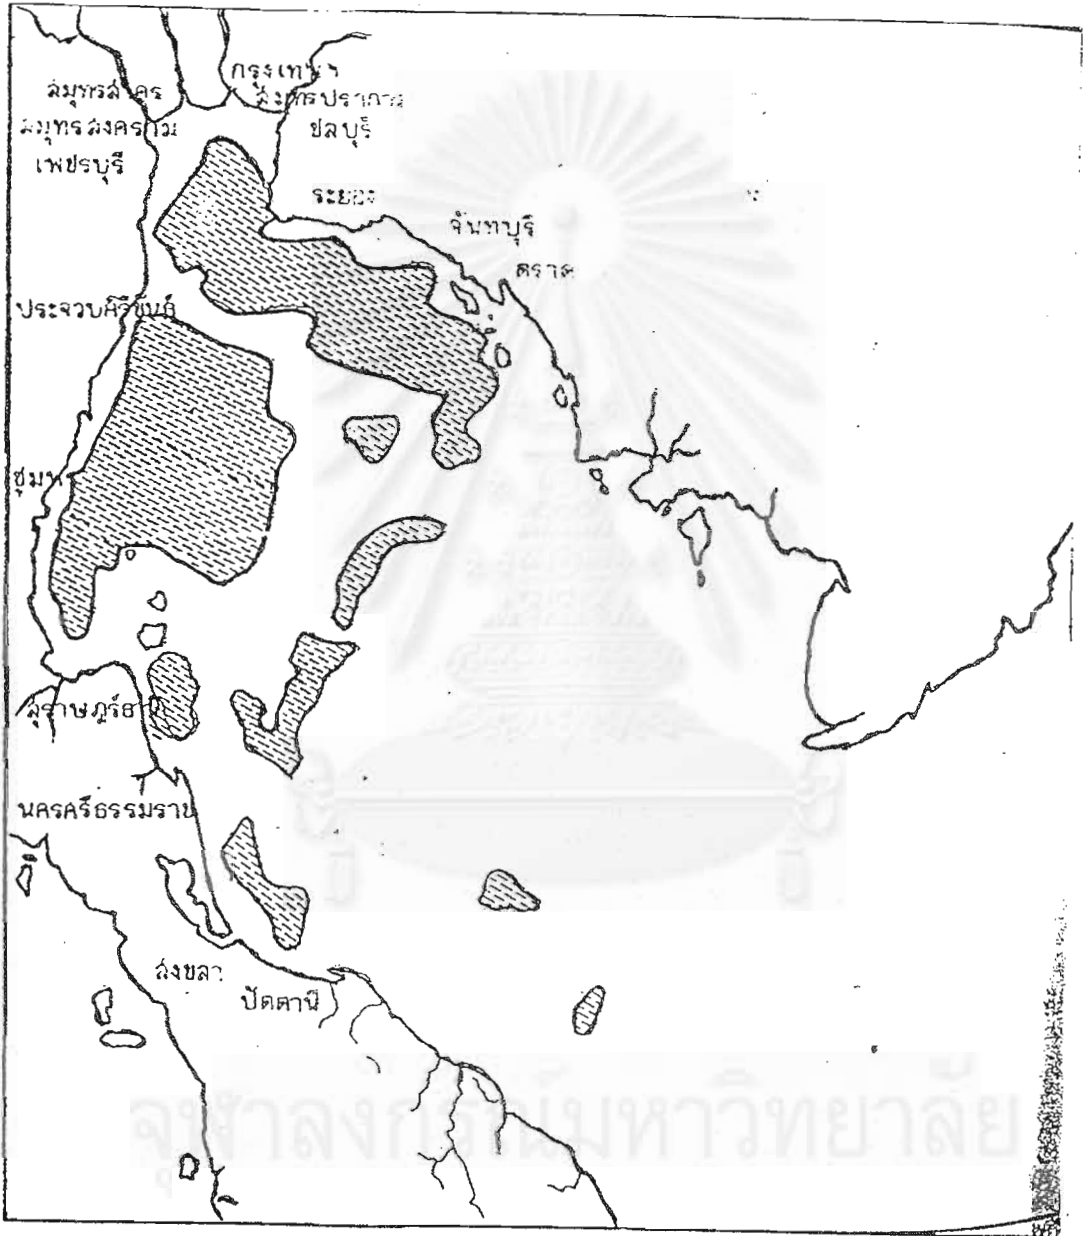 กรุงเทพฯ
สมุทรสาคร
สมุทรปราการ
สมุทรสงคราม
ชลบุรี
เพชรบุรี
ระยอง
จันทบุรี
ตราด
ประจวบคีรีขันธ์
ชุมพร
สุราษฎร์ธานี
นครศรีธรรมราช
สงขลา
ปัตตานี
จุฬาลงกรณ์มหาวิทยาลัย